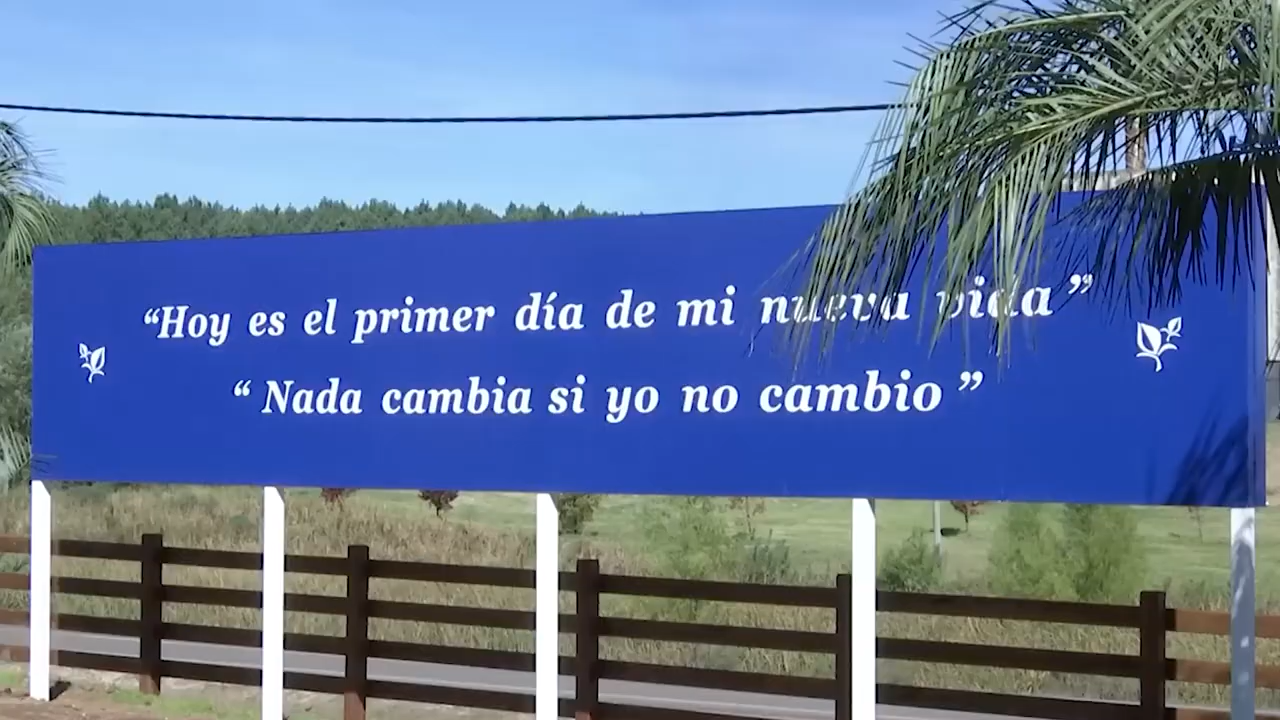 “Hoy es el primer día de mi nueva vida”
“ Nada cambia si yo no cambio ”